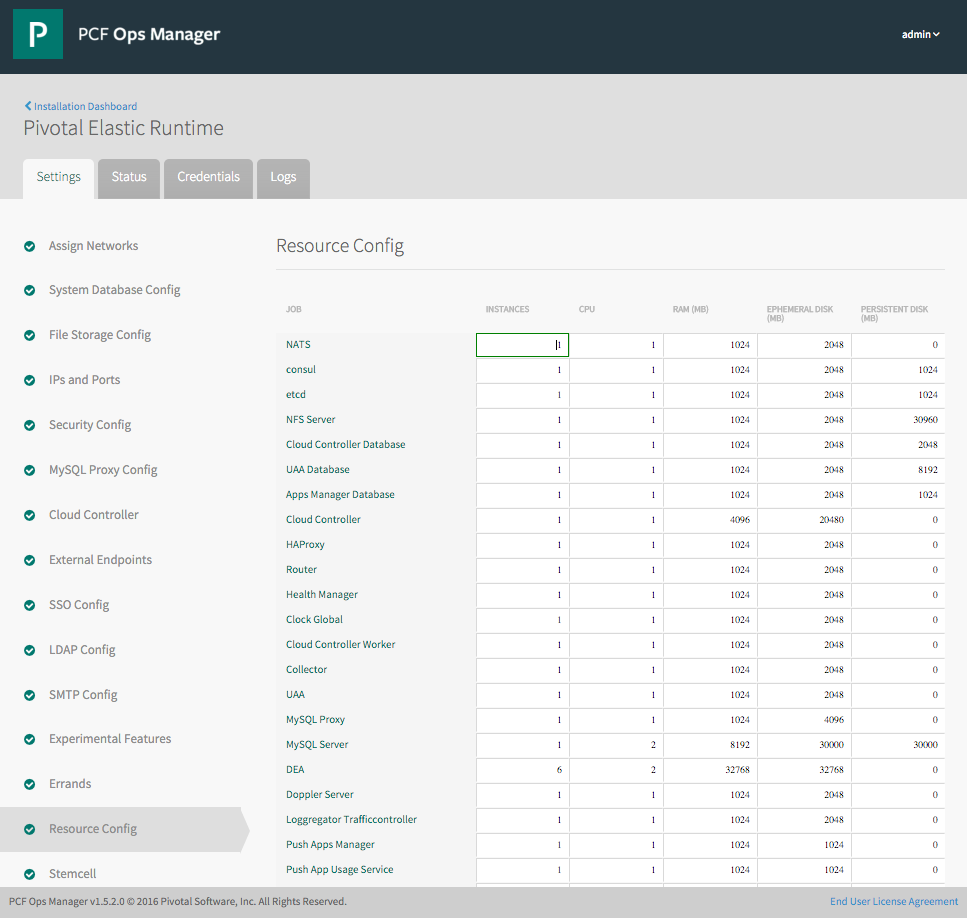 P PCF Ops Manager admin
Installation Dashboard
Pivotal Elastic Runtime
Settings Status Credentials Logs
Assign Networks
System Database Config
File Storage Config
IPs and Ports
Security Config
MySQL Proxy Config
Cloud Controller
External Endpoints
SSO Config
LDAP Config
SMTP Config
Experimental Features
Errands
Resource Config
Stemcell
Resource Config
JOB INSTANCES CPU RAM (MB) EPHEMERAL DISK (MB) PERSISTENT DISK (MB)
NATS 1 1 1024 2048 0
consul 1 1 1024 2048 1024
etcd 1 1 1024 2048 1024
NFS Server 1 1 1024 2048 30960
Cloud Controller Database 1 1 1024 2048 2048
UAA Database 1 1 1024 2048 8192
Apps Manager Database 1 1 1024 2048 1024
Cloud Controller 1 1 4096 20480 0
HAProxy 1 1 1024 2048 0
Router 1 1 1024 2048 0
Health Manager 1 1 1024 2048 0
Clock Global 1 1 1024 2048 0
Cloud Controller Worker 1 1 1024 2048 0
Collector 1 1 1024 2048 0
UAA 1 1 1024 2048 0
MySQL Proxy 1 1 1024 4096 0
MySQL Server 1 2 8192 30000 30000
DEA 6 2 32768 32768 0
Doppler Server 1 1 1024 2048 0
Loggregator Trafficcontroller 1 1 1024 2048 0
Push Apps Manager 1 1 1024 1024 0
Push App Usage Service 1 1 1024 1024 0
PCF Ops Manager v1.5.2.0 © 2016 Pivotal Software, Inc. All Rights Reserved. End User License Agreement